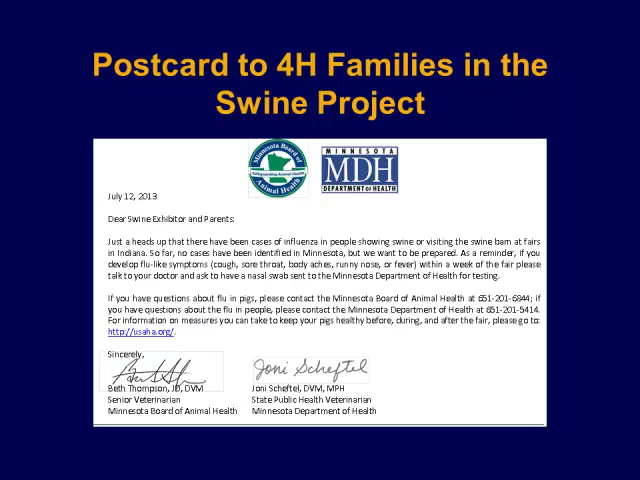 Postcard to 4H Families in the
Swine Project
Minnesota Board of
Safeguarding Animal Health
Animal Health
MINNESOTA
MDH
DEPARTMENT OF HEALTH
July 12, 2013
Dear Swine Exhibitor and Parents:
Just a heads up that there have been cases of influenza in people showing swine or visiting the swine barn at fairs
in Indiana. So far, no cases have been identified in Minnesota, but we want to be prepared. As a reminder, if you
develop flu-like symptoms (cough, sore throat, body aches, runny nose, or fever) within a week of the fair please
talk to your doctor and ask to have a nasal swab sent to the Minnesota Department of Health for testing.
If you have questions about flu in pigs, please contact the Minnesota Board of Animal Health at 651-201-6844; if
you have questions about the flu in people, please contact the Minnesota Department of Health at 651-201-5414.
For information on measures you can take to keep your pigs healthy before, during, and after the fair, please go to:
http://usaha.org/.
Sincerely,
Joni Scheftel
Beth Thompson, JD, DVM
Joni Scheftel, DVM, MPH
Senior Veterinarian
State Public Health Veterinarian
Minnesota Board of Animal Health
Minnesota Department of Health